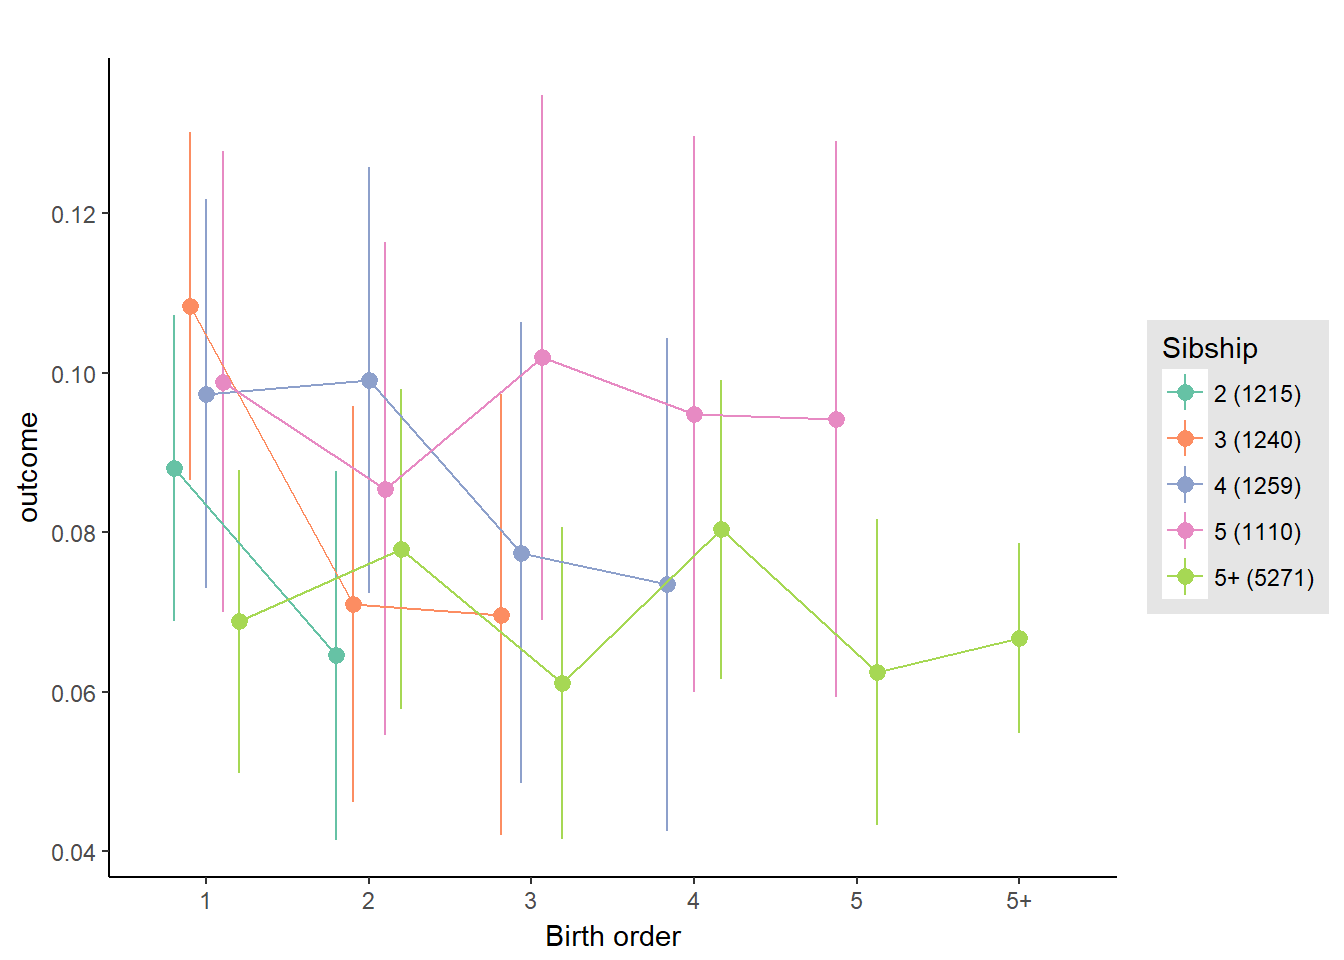 outcome
0.12
0.10
0.08
0.06
0.04
1 2 3 4 5 5+
Birth order
Sibship
2 (1215)
3 (1240)
4 (1259)
5 (1110)
5+ (5271)